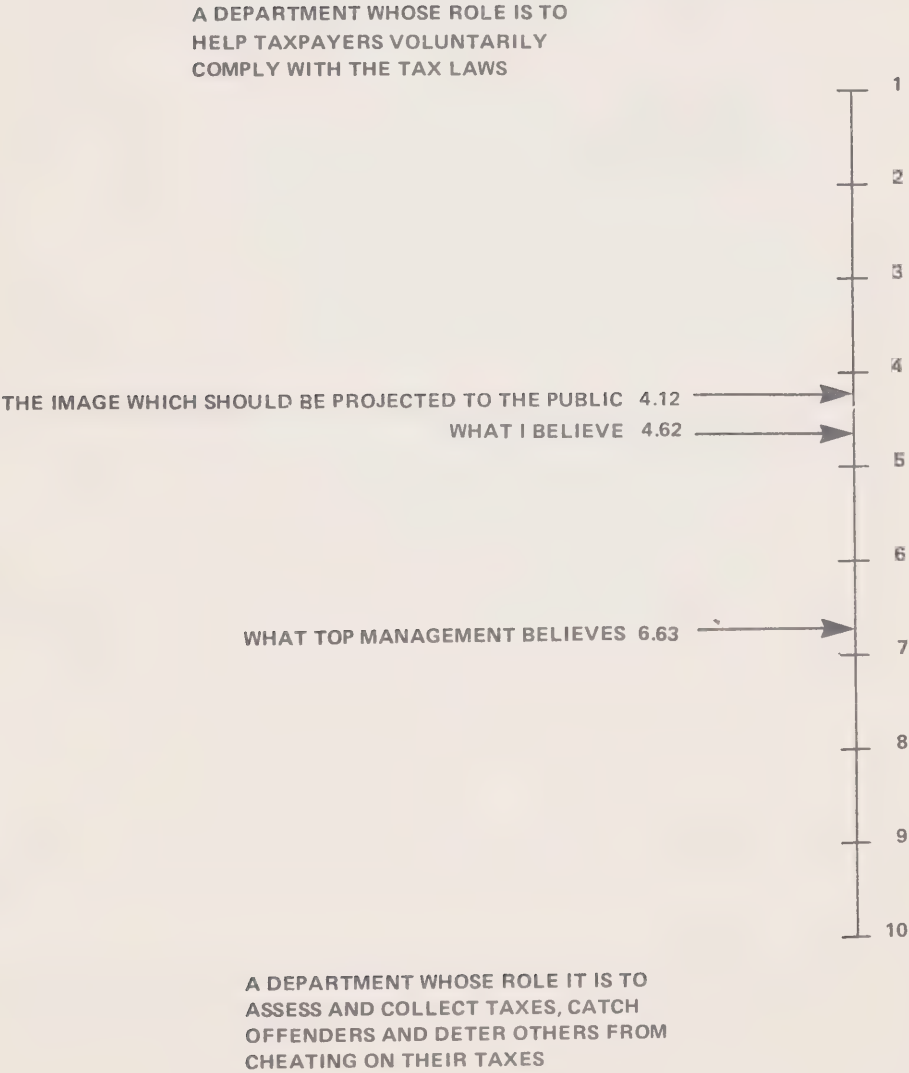 A DEPARTMENT WHOSE ROLE IS TO
HELP TAXPAYERS VOLUNTARILY
COMPLY WITH THE TAX LAWS
1
2
3
4
THE IMAGE WHICH SHOULD BE PROJECTED TO THE PUBLIC 4.12
WHAT I BELIEVE 4.62
5
6
WHAT TOP MANAGEMENT BELIEVES 6.63
7
8
9
10
A DEPARTMENT WHOSE ROLE IT IS TO
ASSESS AND COLLECT TAXES, CATCH
OFFENDERS AND DETER OTHERS FROM
CHEATING ON THEIR TAXES